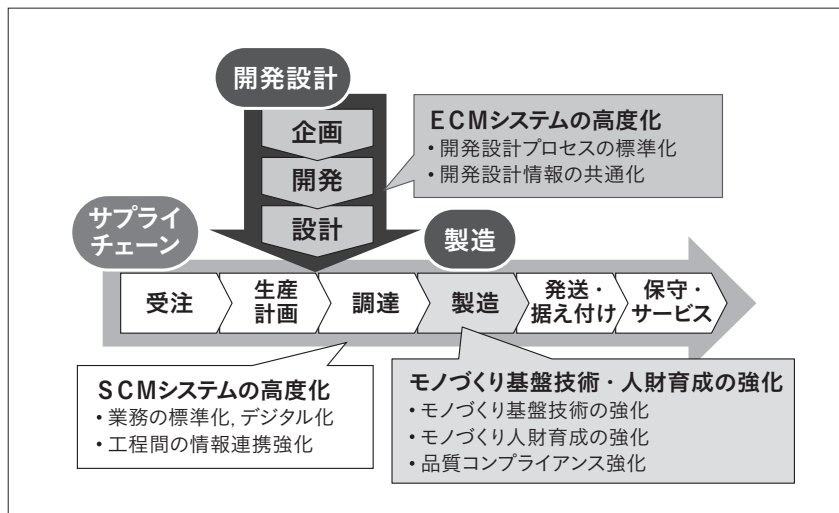 開発設計
企画
開発
設計
ECMシステムの高度化
・開発設計プロセスの標準化
・開発設計情報の共通化
サプライ
チェーン
製造
受注
生産
計画
調達
製造
発送・
据え付け
保守・
サービス
SCMシステムの高度化
・業務の標準化，デジタル化
・工程間の情報連携強化
モノづくり基盤技術・人財育成の強化
・モノづくり基盤技術の強化
・モノづくり人財育成の強化
・品質コンプライアンス強化